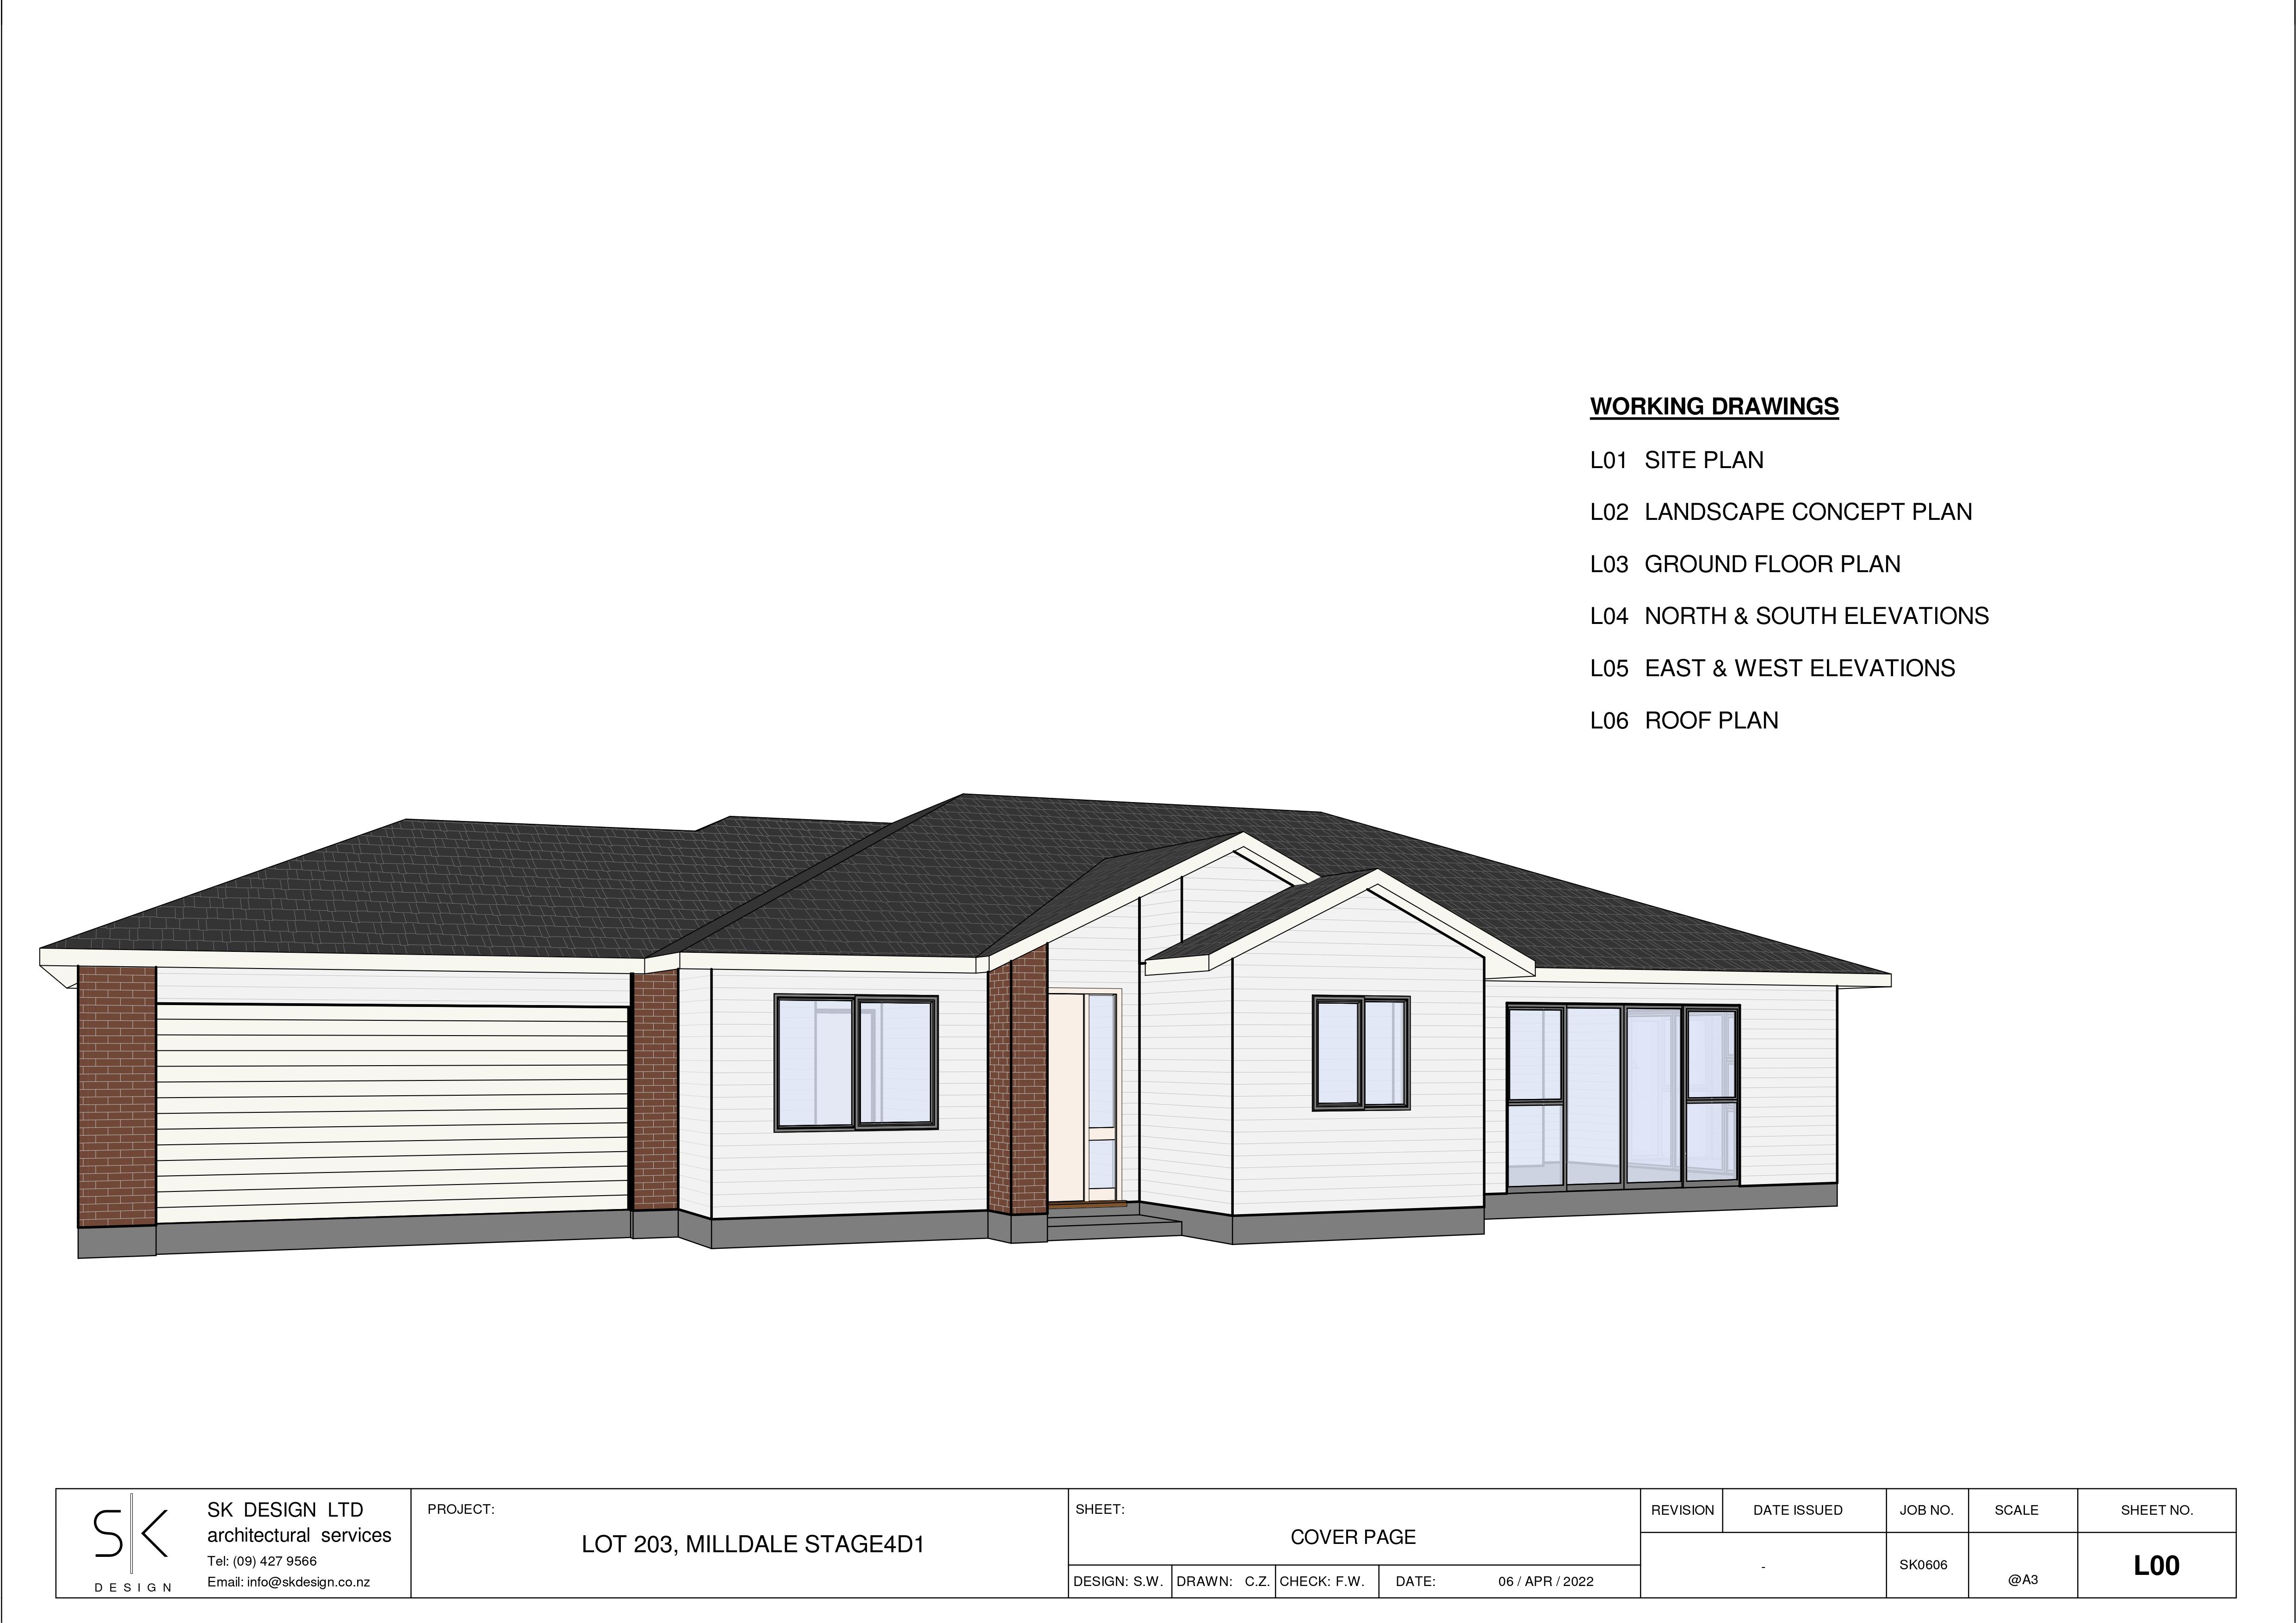 WORKING DRAWINGS
L01 SITE PLAN
L02 LANDSCAPE CONCEPT PLAN
L03 GROUND FLOOR PLAN
L04 NORTH & SOUTH ELEVATIONS
L05 EAST & WEST ELEVATIONS
L06 ROOF PLAN
SK
DESIGN
SK DESIGN LTD
architectural services
Tel: (09) 427 9566
Email: info@skdesign.co.nz
PROJECT:
LOT 203, MILLDALE STAGE4D1
SHEET:
COVER PAGE
DESIGN: S.W. DRAWN: C.Z. CHECK: F.W. DATE: 06 / APR / 2022
REVISION DATE ISSUED JOB NO. SCALE SHEET NO.
- SK0606 @A3 L00